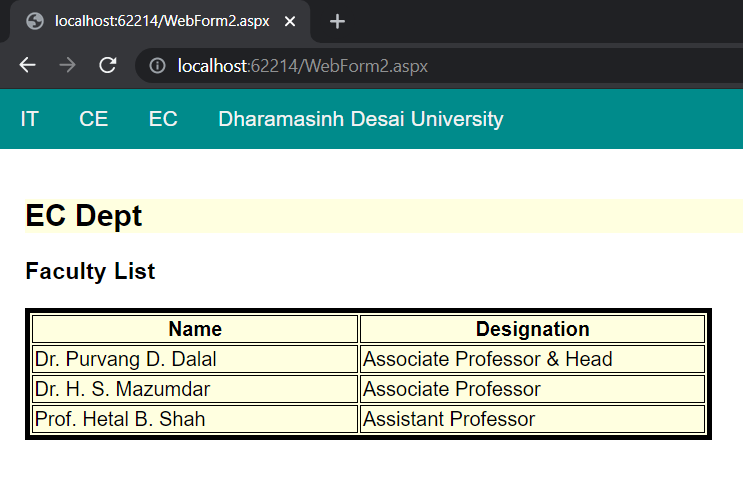 localhost:62214/WebForm2.aspx
localhost:62214/WebForm2.aspx
IT CE EC Dharamasinh Desai University
EC Dept
Faculty List
Name Designation
Dr. Purvang D. Dalal Associate Professor & Head
Dr. H. S. Mazumdar Associate Professor
Prof. Hetal B. Shah Assistant Professor